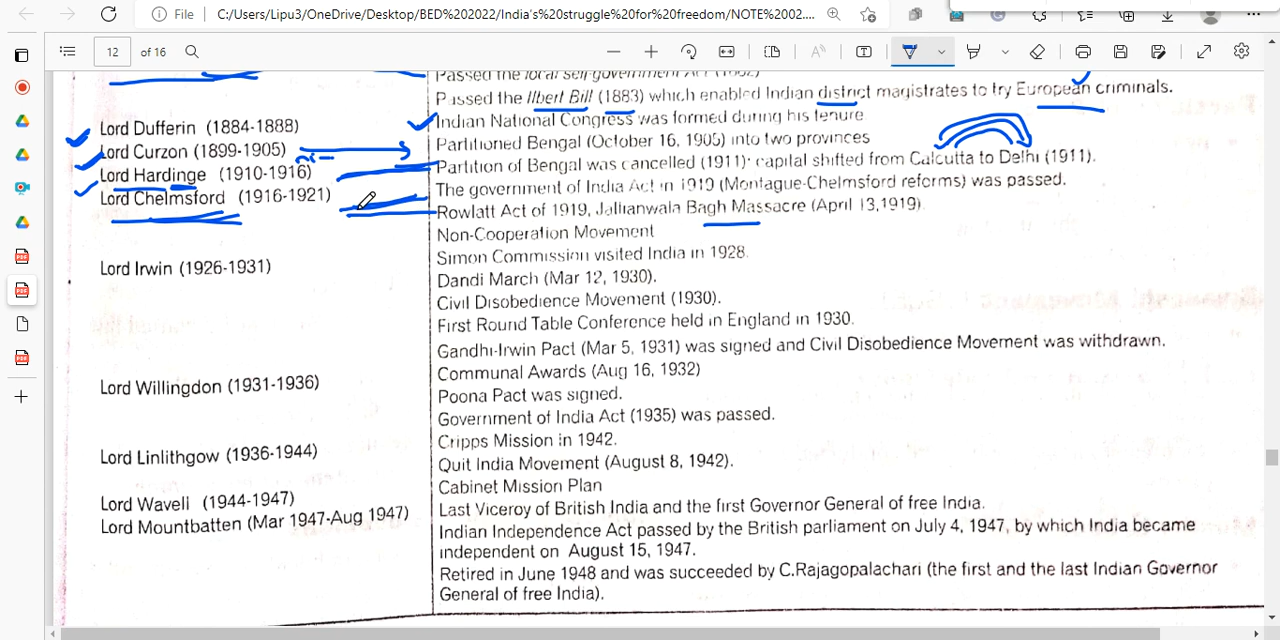 File
C:/Users/Lipu3/OneDrive/Desktop/BED%202022/India's%20struggle%20for%20freedom/NOTE%2002....
12 of 16
Passed the local self-government Act (1882)
Passed the Ilbert Bill (1883) which enabled Indian district magistrates to try European criminals.
Lord Dufferin (1884-1888)
Indian National Congress was formed during his tenure.
Lord Curzon (1899-1905)
Partitioned Bengal (October 16, 1905) into two provinces
Lord Hardinge (1910-1916)
Partition of Bengal was cancelled (1911); capital shifted from Calcutta to Delhi (1911).
Lord Chelmsford (1916-1921)
The government of India Act in 1919 (Montague-Chelmsford reforms) was passed.
Rowlatt Act of 1919, Jallianwala Bagh Massacre (April 13,1919).
Non-Cooperation Movement
Lord Irwin (1926-1931)
Simon Commission visited India in 1928.
Dandi March (Mar 12, 1930).
Civil Disobedience Movement (1930).
First Round Table Conference held in England in 1930.
Gandhi-Irwin Pact (Mar 5, 1931) was signed and Civil Disobedience Movement was withdrawn.
Lord Willingdon (1931-1936)
Communal Awards (Aug 16, 1932)
Poona Pact was signed.
Government of India Act (1935) was passed.
Lord Linlithgow (1936-1944)
Cripps Mission in 1942.
Quit India Movement (August 8, 1942).
Lord Wavell (1944-1947)
Cabinet Mission Plan
Lord Mountbatten (Mar 1947-Aug 1947)
Last Viceroy of British India and the first Governor General of free India.
Indian Independence Act passed by the British parliament on July 4, 1947, by which India became
independent on August 15, 1947.
Retired in June 1948 and was succeeded by C.Rajagopalachari (the first and the last Indian Governor
General of free India).